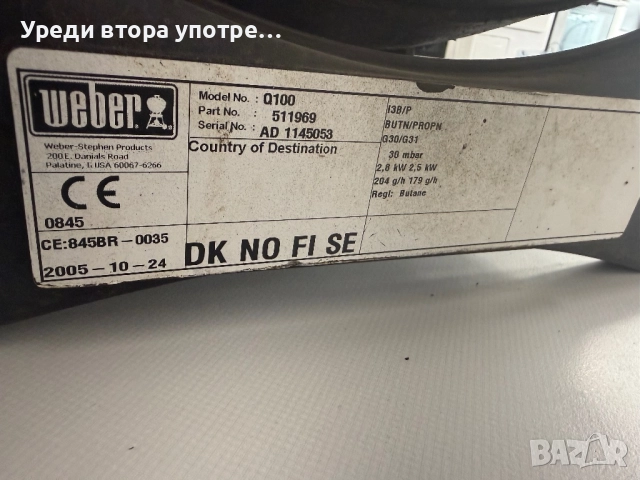 Уреди втора употре...
weber
Weber-Stephen Products
200 E. Danials Road
Palatine, IL USA 60067-6266
CE
0845
CE:845BR-0035
2005-10-24
Model No.: Q100
Part No. : 511969
Serial No.: AD 1145053
Country of Destination
DK NO FI SE
I3B/P
BUTN/PROPN
G30/G31
30 mbar
2,8 kW 2,5 kW
204 g/h 179 g/h
Regl: Butane
BAZAR